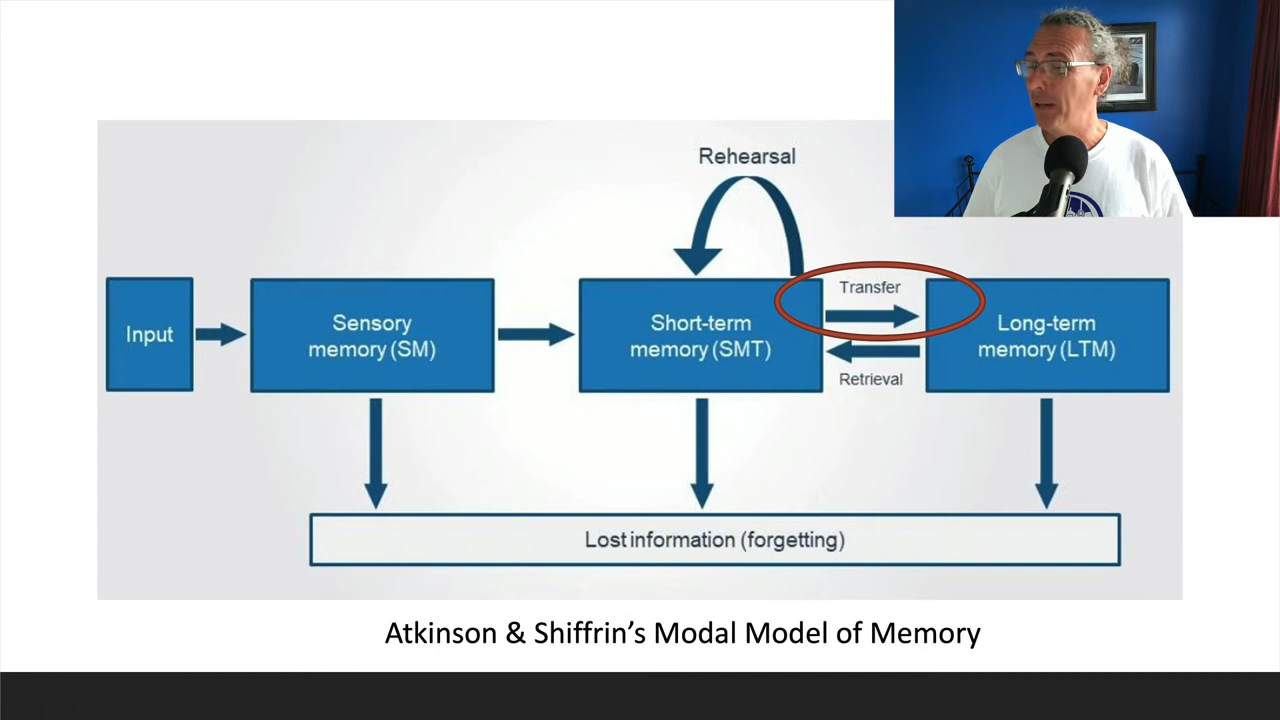 Rehearsal
Input
Sensory
memory (SM)
Short-term
memory (SMT)
Transfer
Retrieval
Long-term
memory (LTM)
Lost information (forgetting)
Atkinson & Shiffrin’s Modal Model of Memory